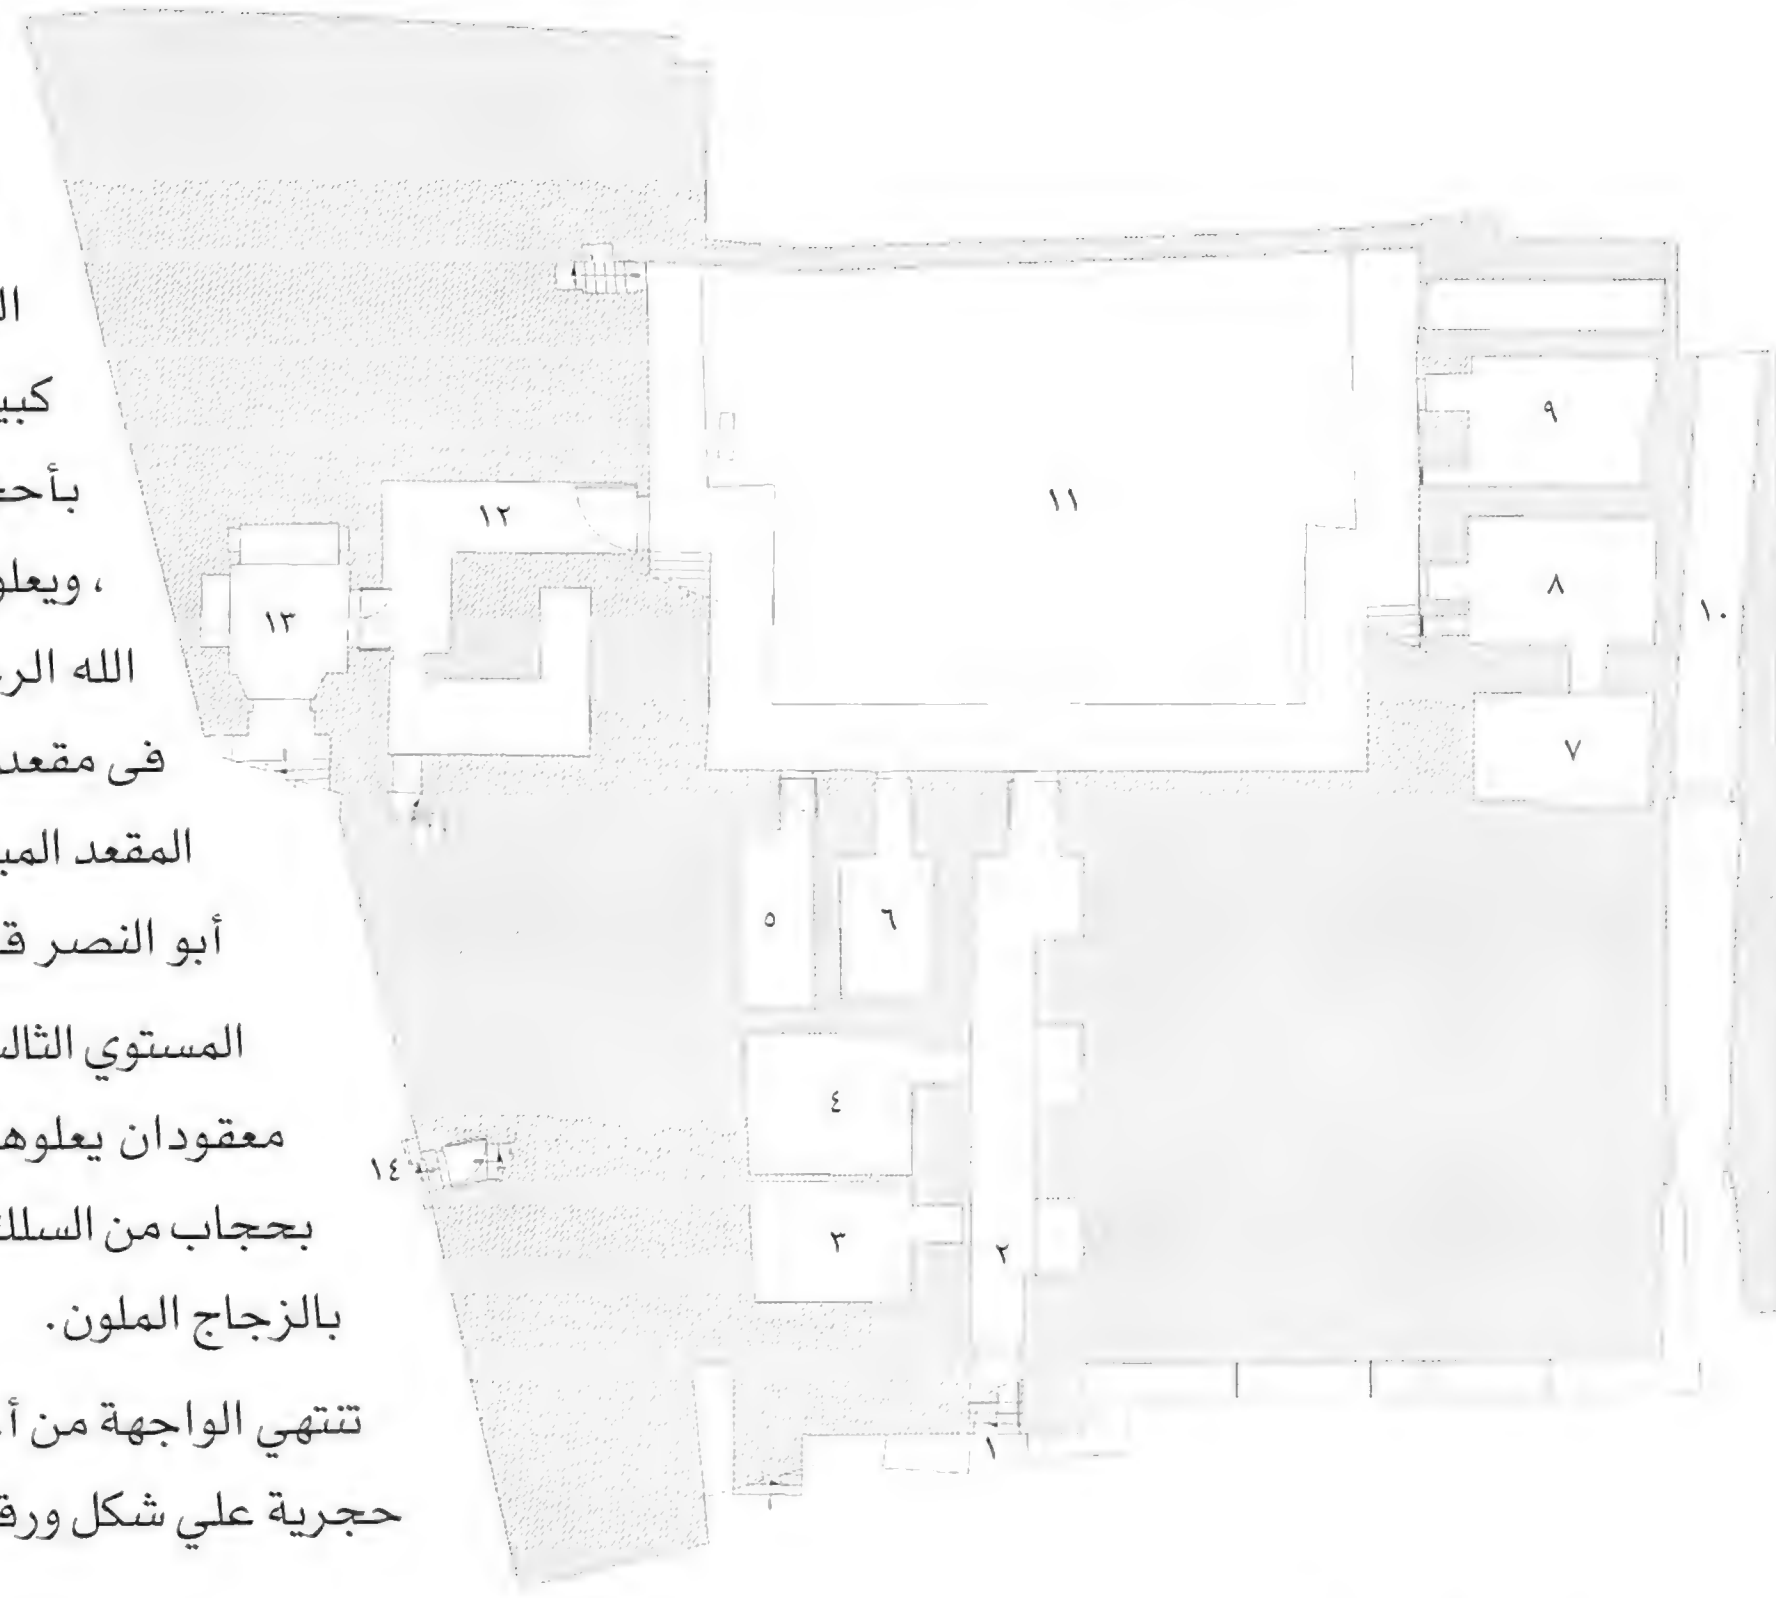 كبي
بأح
، ويعلو
الله الر
فى مقعد
المقعد المب
أبو النصر ق
المستوي الثال
معقودان يعلوه
بحجاب من السلك
بالزجاج الملون.
تنتهي الواجهة من أ
حجرية علي شكل ورق
٩
١١
١٢
٨
١٠
١٣
٧
٥
٦
٤
١٤
٣
٢
١